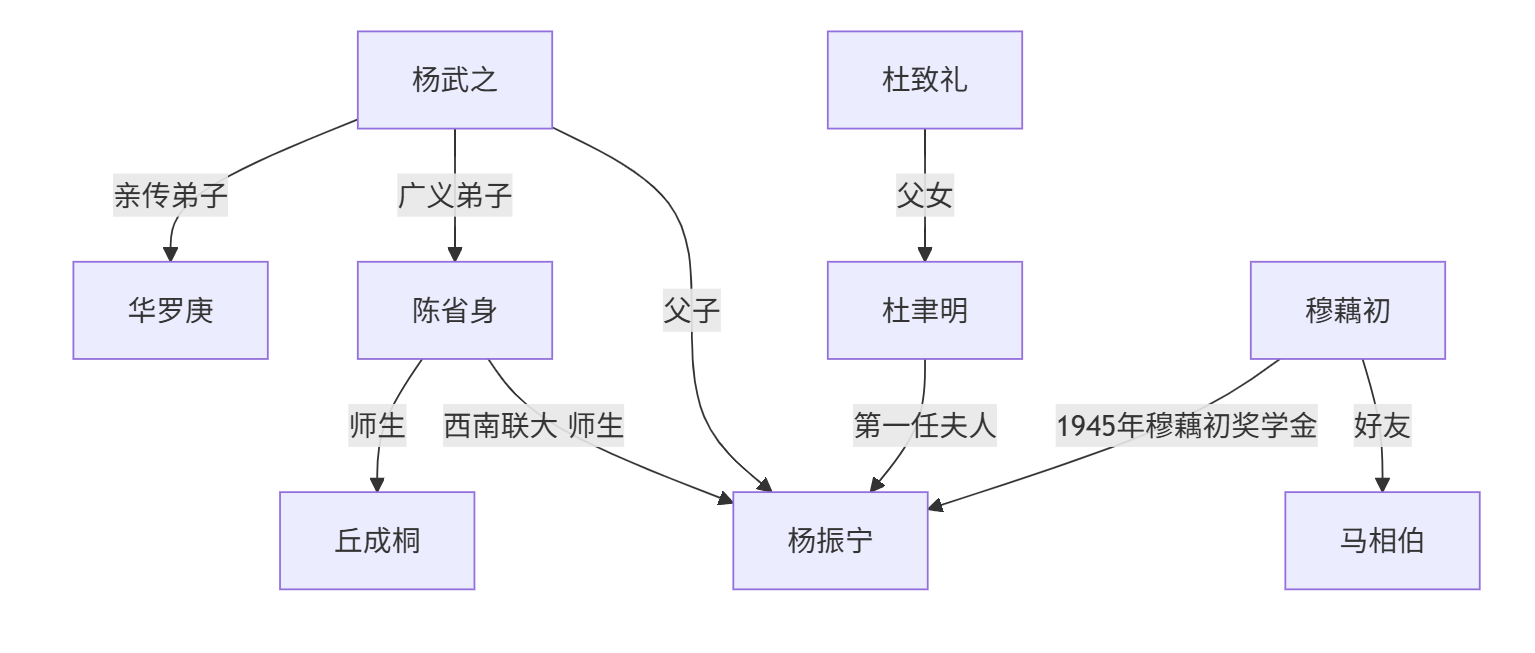 杨武之
杜致礼
亲传弟子
广义弟子
父女
华罗庚
陈省身
父子
杜聿明
穆藕初
师生
西南联大 师生
第一任夫人
1945年穆藕初奖学金
好友
丘成桐
杨振宁
马相伯